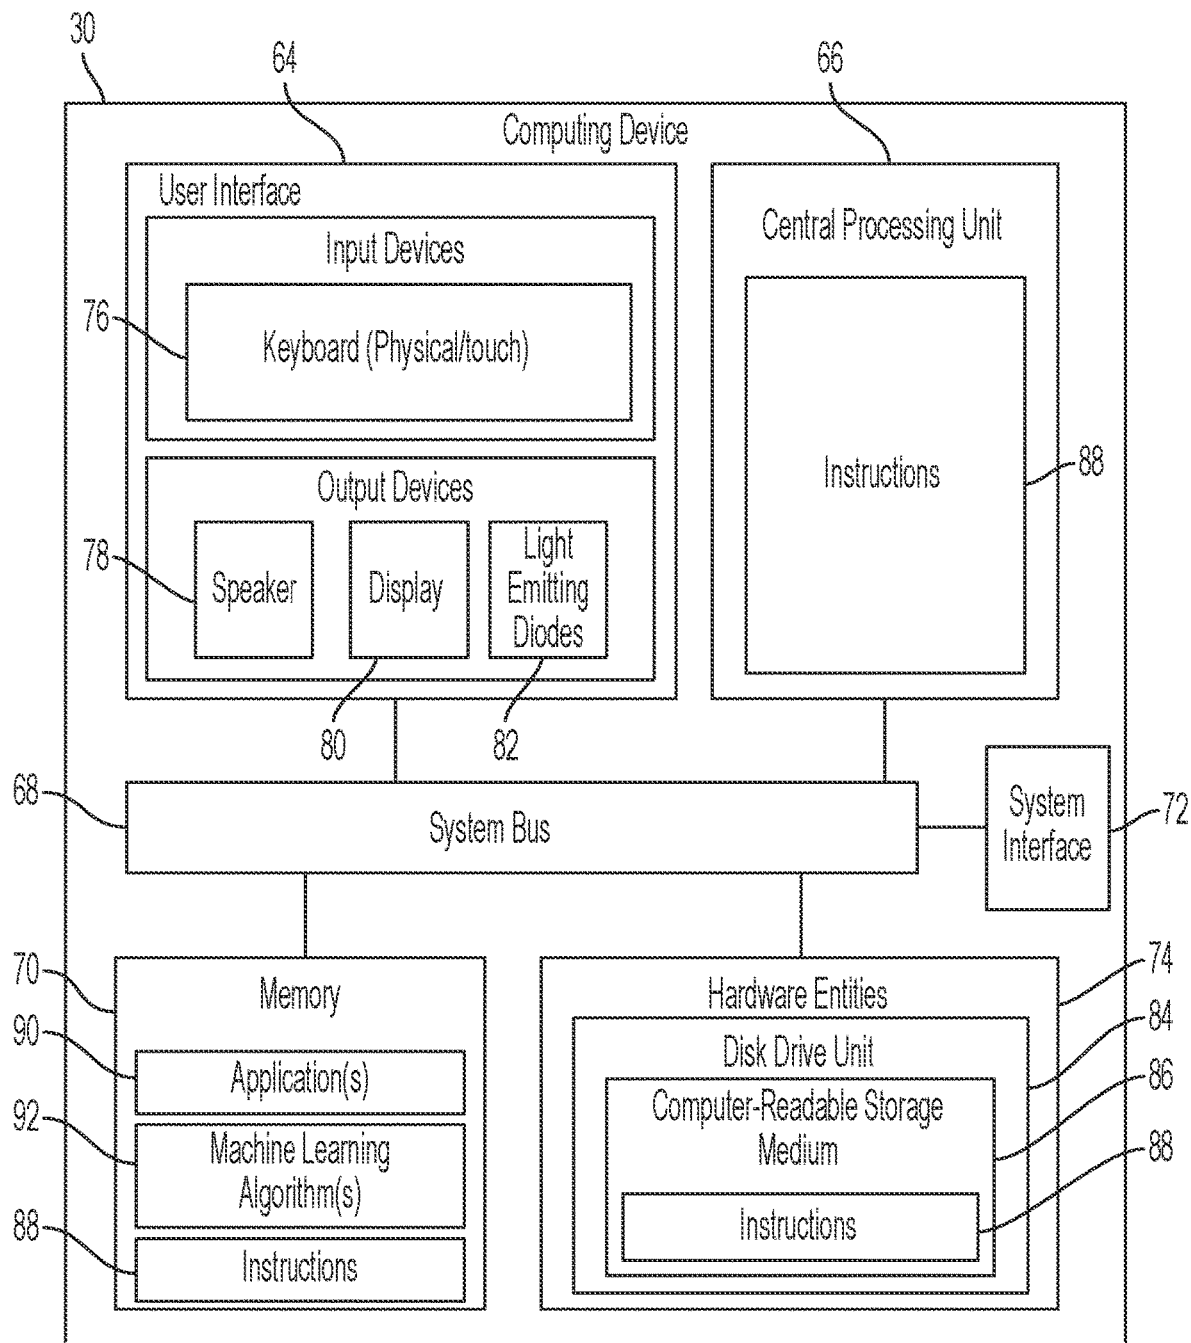 30
64
66
Computing Device
User Interface
Input Devices
76
Keyboard (Physical/touch)
Central Processing Unit
Instructions
88
Output Devices
78
Speaker
Display
Light
Emitting
Diodes
80
82
68
System Bus
System
Interface
72
70
Memory
90
Application(s)
92
Machine Learning
Algorithm(s)
88
Instructions
Hardware Entities
74
Disk Drive Unit
84
Computer-Readable Storage
Medium
86
Instructions
88